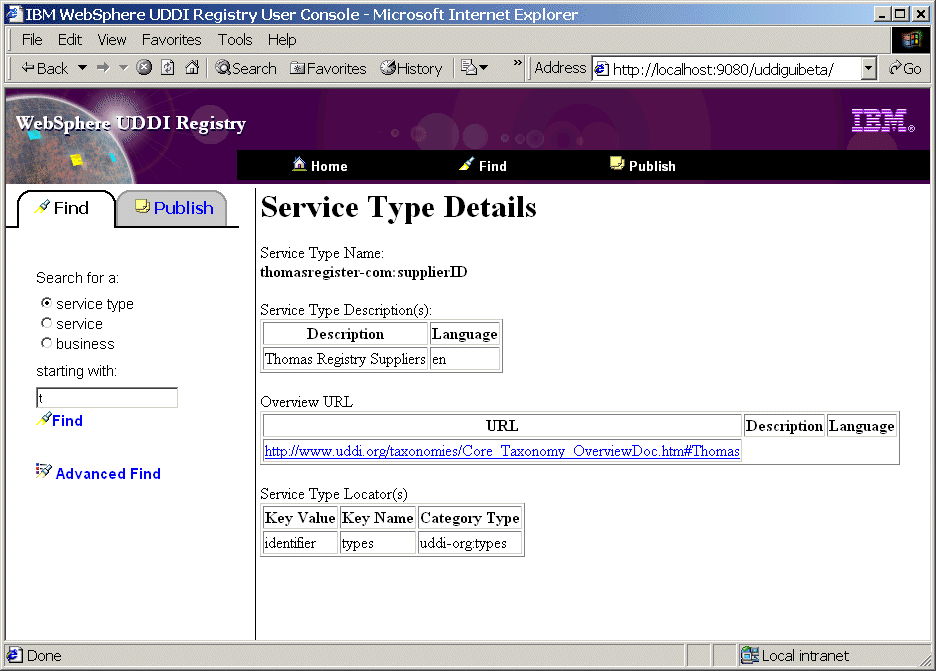 IBM WebSphere UDDI Registry User Console - Microsoft Internet Explorer
File Edit View Favorites Tools Help
Back Search Favorites History » Address http://localhost:9080/uddiguibeta/ Go
WebSphere UDDI Registry IBM®
Home Find Publish
Find Publish
Search for a:
service type
service
business
starting with:
t
Find
Advanced Find
Service Type Details
Service Type Name:
thomasregister-com:supplierID
Service Type Description(s):
Description Language
Thomas Registry Suppliers en
Overview URL
URL Description Language
http://www.uddi.org/taxonomies/Core_Taxonomy_OverviewDoc.htm#Thomas
Service Type Locator(s)
Key Value Key Name Category Type
identifier types uddi-org:types
Done Local intranet